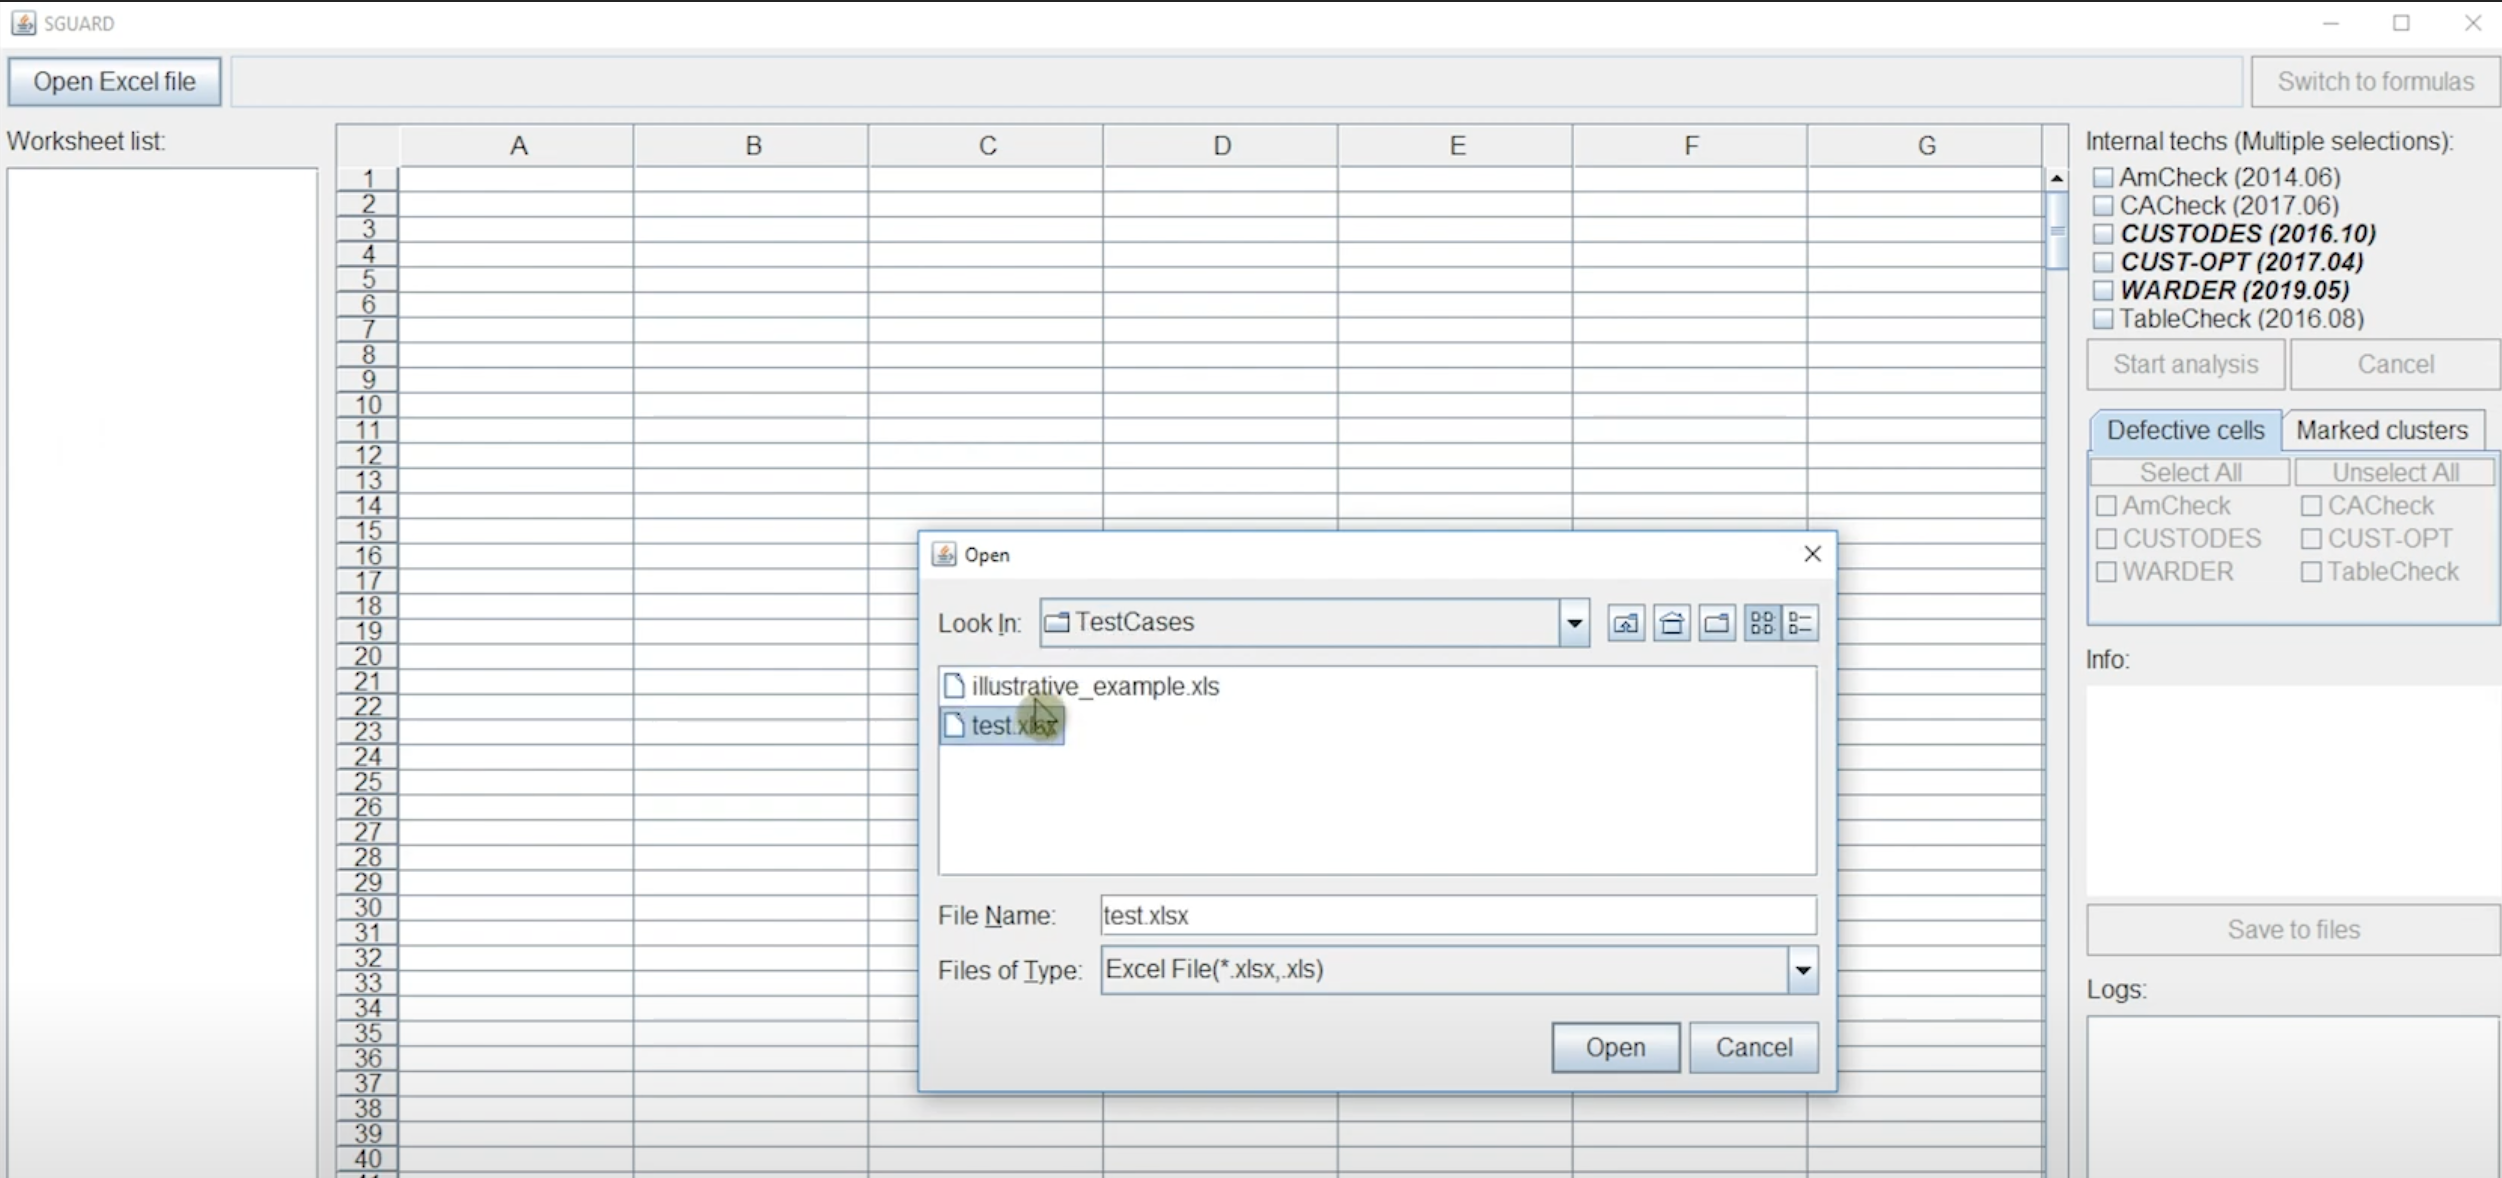 SGUARD
Open Excel file
Switch to formulas
Worksheet list:
A B C D E F G
1
2
3
4
5
6
7
8
9
10
11
12
13
14
15
16
17
18
19
20
21
22
23
24
25
26
27
28
29
30
31
32
33
34
35
36
37
38
39
40
Open
Look In: TestCases
illustrative_example.xls
test.xlsx
File Name: test.xlsx
Files of Type: Excel File(*.xlsx,.xls)
Open Cancel
Internal techs (Multiple selections):
AmCheck (2014.06)
CACheck (2017.06)
CUSTODES (2016.10)
CUST-OPT (2017.04)
WARDER (2019.05)
TableCheck (2016.08)
Start analysis Cancel
Defective cells Marked clusters
Select All Unselect All
AmCheck CACheck
CUSTODES CUST-OPT
WARDER TableCheck
Info:
Save to files
Logs: